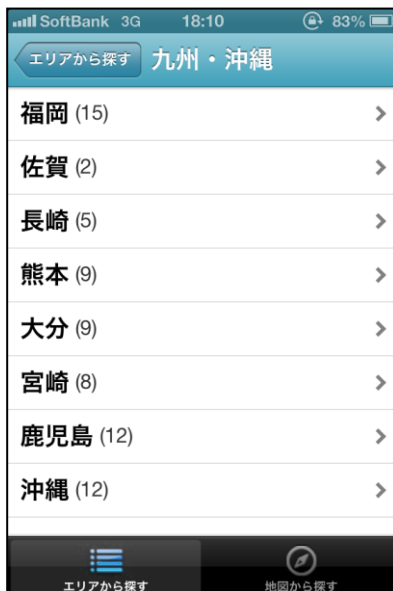 SoftBank 3G 18:10 83%
エリアから探す 九州・沖縄
福岡 (15)
佐賀 (2)
長崎 (5)
熊本 (9)
大分 (9)
宮崎 (8)
鹿児島 (12)
沖縄 (12)
エリアから探す 地図から探す